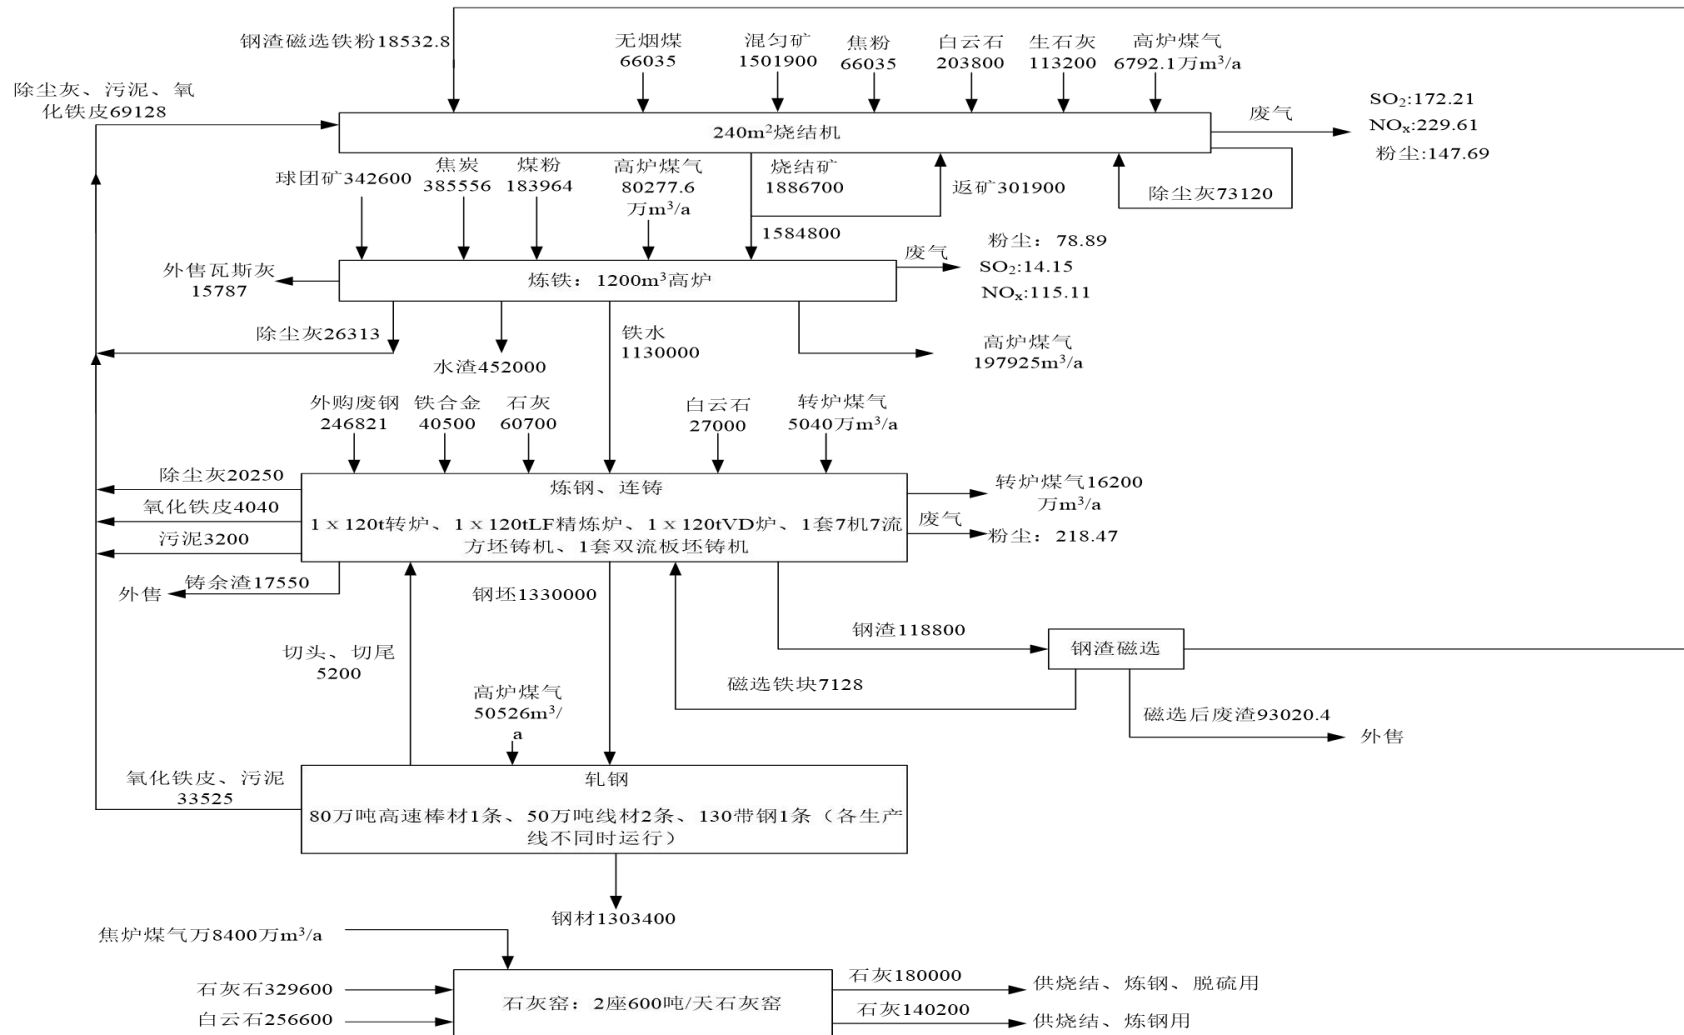 钢渣磁选铁粉18532.8
无烟煤
66035
混匀矿
1501900
焦粉
66035
白云石
203800
生石灰
113200
高炉煤气
6792.1万m³/a
除尘灰、污泥、氧
化铁皮69128
240m²烧结机
废气
SO₂:172.21
NOₓ:229.61
粉尘:147.69
球团矿342600
焦炭
385556
煤粉
183964
高炉煤气
80277.6
万m³/a
烧结矿
1886700
返矿301900
除尘灰73120
1584800
外售瓦斯灰
15787
炼铁：1200m³高炉
废气
粉尘：78.89
SO₂:14.15
NOₓ:115.11
除尘灰26313
水渣452000
铁水
1130000
高炉煤气
197925m³/a
外购废钢
246821
铁合金
40500
石灰
60700
白云石
27000
转炉煤气
5040万m³/a
除尘灰20250
氧化铁皮4040
污泥3200
炼钢、连铸
1 x 120t转炉、1 x 120tLF精炼炉、1 x 120tVD炉、1套7机7流
方坯铸机、1套双流板坯铸机
转炉煤气16200
万m³/a
废气
粉尘：218.47
外售
铸余渣17550
钢坯1330000
钢渣118800
钢渣磁选
切头、切尾
5200
磁选铁块7128
磁选后废渣93020.4
外售
高炉煤气
50526m³/
a
氧化铁皮、污泥
33525
轧钢
80万吨高速棒材1条、50万吨线材2条、130带钢1条（各生产
线不同时运行）
钢材1303400
焦炉煤气万8400万m³/a
石灰石329600
白云石256600
石灰窑：2座600吨/天石灰窑
石灰180000
供烧结、炼钢、脱硫用
石灰140200
供烧结、炼钢用